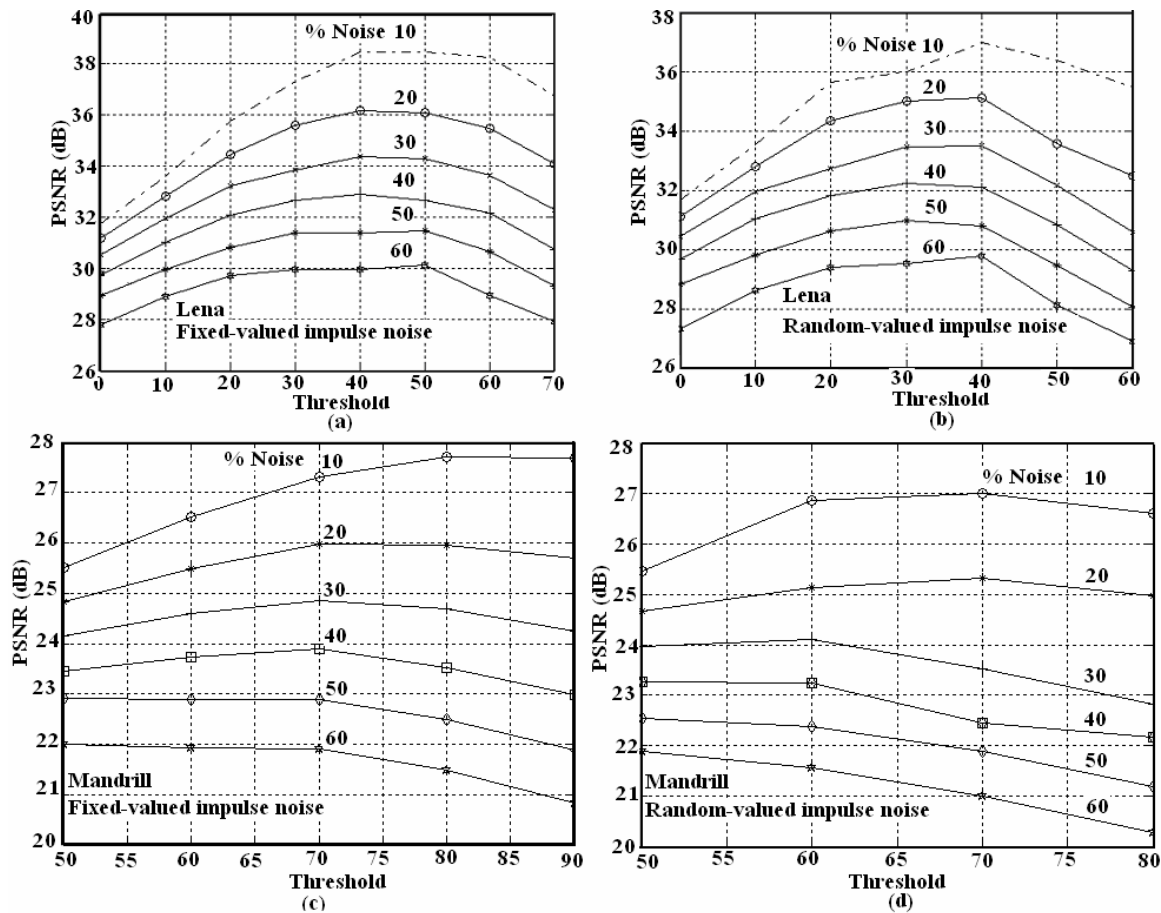 40
38
36
34
32
30
28
26
PSNR (dB)
% Noise 10
20
30
40
50
60
Lena
Fixed-valued impulse noise
0 10 20 30 40 50 60 70
Threshold
(a)
38
36
34
32
30
28
26
PSNR (dB)
% Noise 10
20
30
40
50
60
Lena
Random-valued impulse noise
0 10 20 30 40 50 60
Threshold
(b)
28
27
26
25
24
23
22
21
20
PSNR (dB)
% Noise 10
20
30
40
50
60
Mandrill
Fixed-valued impulse noise
50 55 60 65 70 75 80 85 90
Threshold
(c)
28
27
26
25
24
23
22
21
20
PSNR (dB)
% Noise 10
20
30
40
50
60
Mandrill
Random-valued impulse noise
50 55 60 65 70 75 80
Threshold
(d)